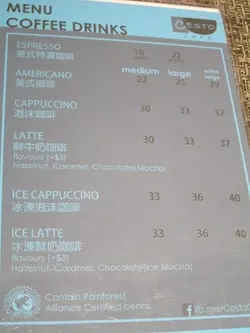 MENU
COFFEE DRINKS
CESTO
CAFE
ESPRESSO
意式特濃咖啡
medium large extra large
AMERICANO 22 25 29
美式咖啡
CAPPUCCINO 30 33 37
泡沫咖啡
LATTE 30 33 37
鮮牛奶咖啡
flavours (+$3)
Hazelnut, Caramel, Chocolate(Mocha)
ICE CAPPUCCINO 33 36 40
冰凍泡沫咖啡
ICE LATTE 33 36 40
冰凍鮮奶咖啡
flavours (+$3)
Hazelnut, Caramel, Chocolate(Ice Mocha)
Contain Rainforest
Alliance Certified beans.
fb.me/Cesto